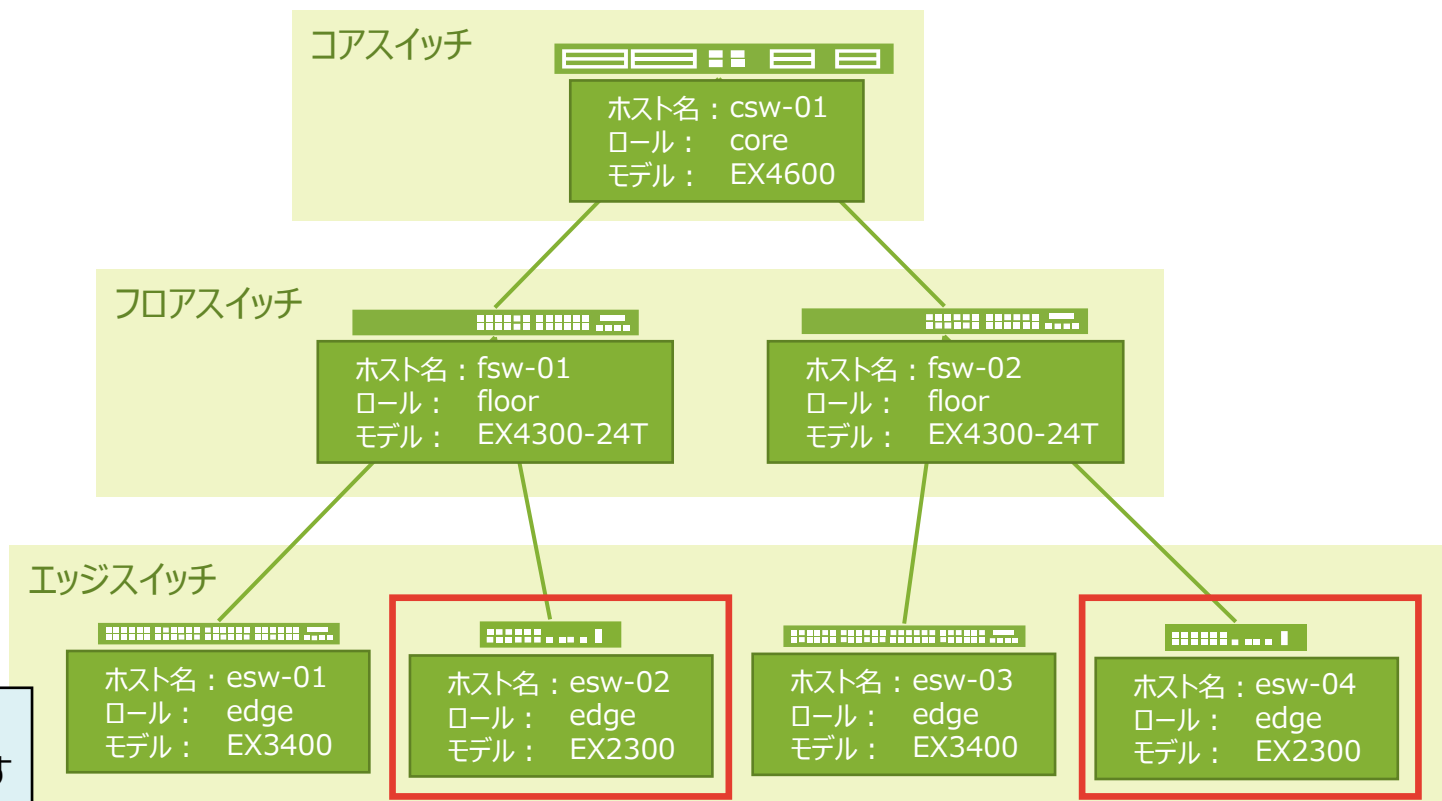 コアスイッチ
ホスト名:csw-01
ロール: core
モデル: EX4600
フロアスイッチ
ホスト名:fsw-01
ロール: floor
モデル: EX4300-24T
ホスト名:fsw-02
ロール: floor
モデル: EX4300-24T
エッジスイッチ
ホスト名:esw-01
ロール: edge
モデル: EX3400
ホスト名:esw-02
ロール: edge
モデル: EX2300
ホスト名:esw-03
ロール: edge
モデル: EX3400
ホスト名:esw-04
ロール: edge
モデル: EX2300
す